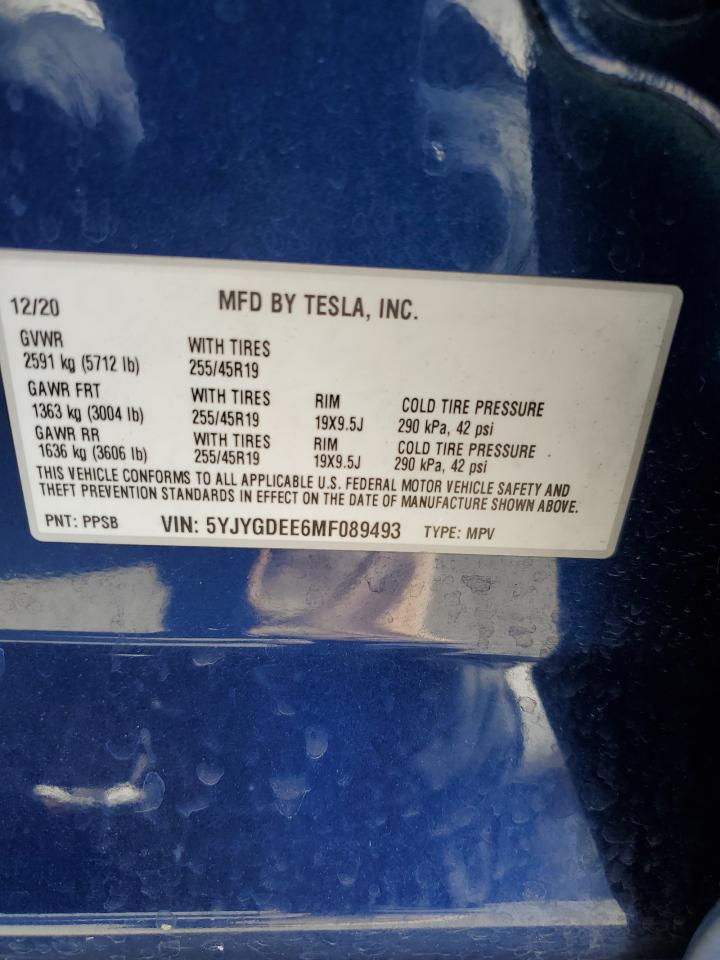 12/20 MFD BY TESLA, INC.
GVWR
2591 kg (5712 lb) WITH TIRES 255/45R19
GAWR FRT
1363 kg (3004 lb) WITH TIRES 255/45R19 RIM 19X9.5J COLD TIRE PRESSURE 290 kPa, 42 psi
GAWR RR
1636 kg (3606 lb) WITH TIRES 255/45R19 RIM 19X9.5J COLD TIRE PRESSURE 290 kPa, 42 psi
THIS VEHICLE CONFORMS TO ALL APPLICABLE U.S. FEDERAL MOTOR VEHICLE SAFETY AND
THEFT PREVENTION STANDARDS IN EFFECT ON THE DATE OF MANUFACTURE SHOWN ABOVE.
PNT: PPSB VIN: 5YJYGDEE6MF089493 TYPE: MPV